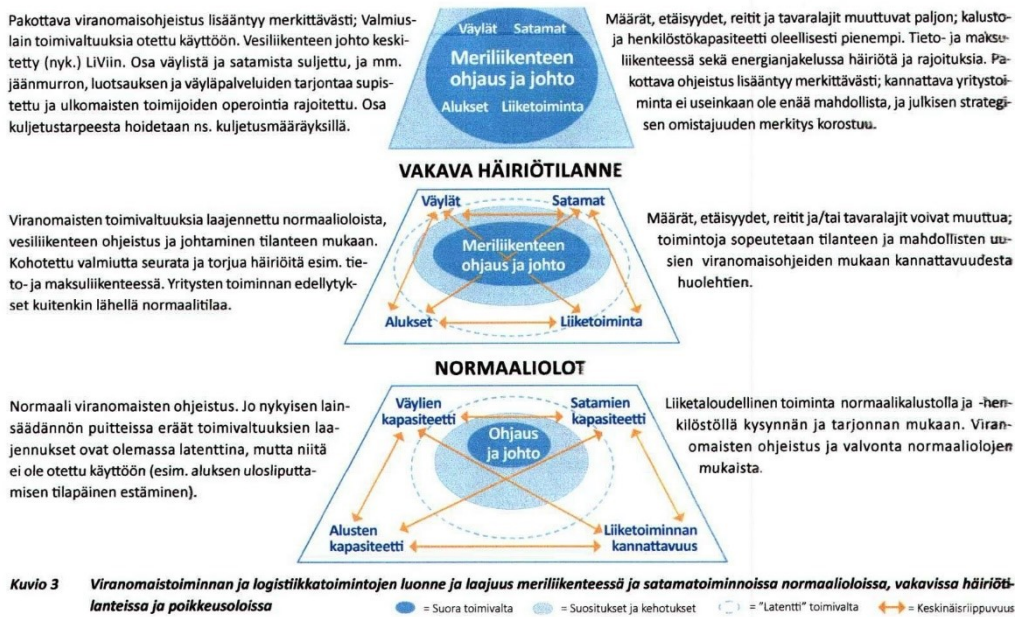 Pakottava viranomaisohjeistus lisääntyy merkittävästi; Valmius-
lain toimivaltuuksia otettu käyttöön. Vesiliikenteen johto keski-
tetty (nyk.) LiViin. Osa väylistä ja satamista suljettu, ja mm.
jäänmurron, luotsauksen ja väyläpalveluiden tarjontaa supis-
tettu ja ulkomaisten toimijoiden operointia rajoitettu. Osa
kuljetustarpeesta hoidetaan ns. kuljetusmääräyksillä.
Väylät Satamat
Meriliikenteen
ohjaus ja johto
Alukset Liiketoiminta
Määrät, etäisyydet, reitit ja tavaralajit muuttuvat paljon; kalusto-
ja henkilöstökapasiteetti oleellisesti pienempi. Tieto- ja maksu-
liikenteessä sekä energianjakelussa häiriötä ja rajoituksia. Pa-
kottava ohjeistus lisääntyy merkittävästi; kannattava yritystoi-
minta ei useinkaan ole enää mahdollista, ja julkisen strategi-
sen omistajuuden merkitys korostuu.
VAKAVA HÄIRIÖTILANNE
Viranomaisten toimivaltuuksia laajennettu normaalioloista,
vesiliikenteen ohjeistus ja johtaminen tilanteen mukaan.
Kohotettu valmiutta seurata ja torjua häiriöitä esim. tie-
to- ja maksuliikenteessä. Yritysten toiminnan edellytyk-
set kuitenkin lähellä normaalitilaa.
Väylät Satamat
Meriliikenteen
ohjaus ja johto
Alukset Liiketoiminta
Määrät, etäisyydet, reitit ja/tai tavaralajit voivat muuttua;
toimintoja sopeutetaan tilanteen ja mahdollisten uu-
sien viranomaisohjeiden mukaan kannattavuudesta
huolehtien.
NORMAALIOLOT
Normaali viranomaisten ohjeistus. Jo nykyisen lain-
säädännön puitteissa eräät toimivaltuuksien laa-
jennukset ovat olemassa latenttina, mutta niitä
ei ole otettu käyttöön (esim. aluksen uloslipputta-
misen tilapäinen estäminen).
Väylien
kapasiteetti
Satamien
kapasiteetti
Ohjaus
ja johto
Alusten
kapasiteetti
Liiketoiminnan
kannattavuus
Liiketaloudellinen toiminta normaalikalustolla ja -hen-
kilöstöllä kysynnän ja tarjonnan mukaan. Viran-
omaisten ohjeistus ja valvonta normaaliolojen
mukaista.
Kuvio 3 Viranomaistoiminnan ja logistiikkatoimintojen luonne ja laajuus meriliikenteessä ja satamatoiminnoissa normaalioloissa, vakavissa häiriöti-
lanteissa ja poikkeusoloissa
= Suora toimivalta = Suositukset ja kehotukset = "Latentti" toimivalta = Keskinäisriippuvuus